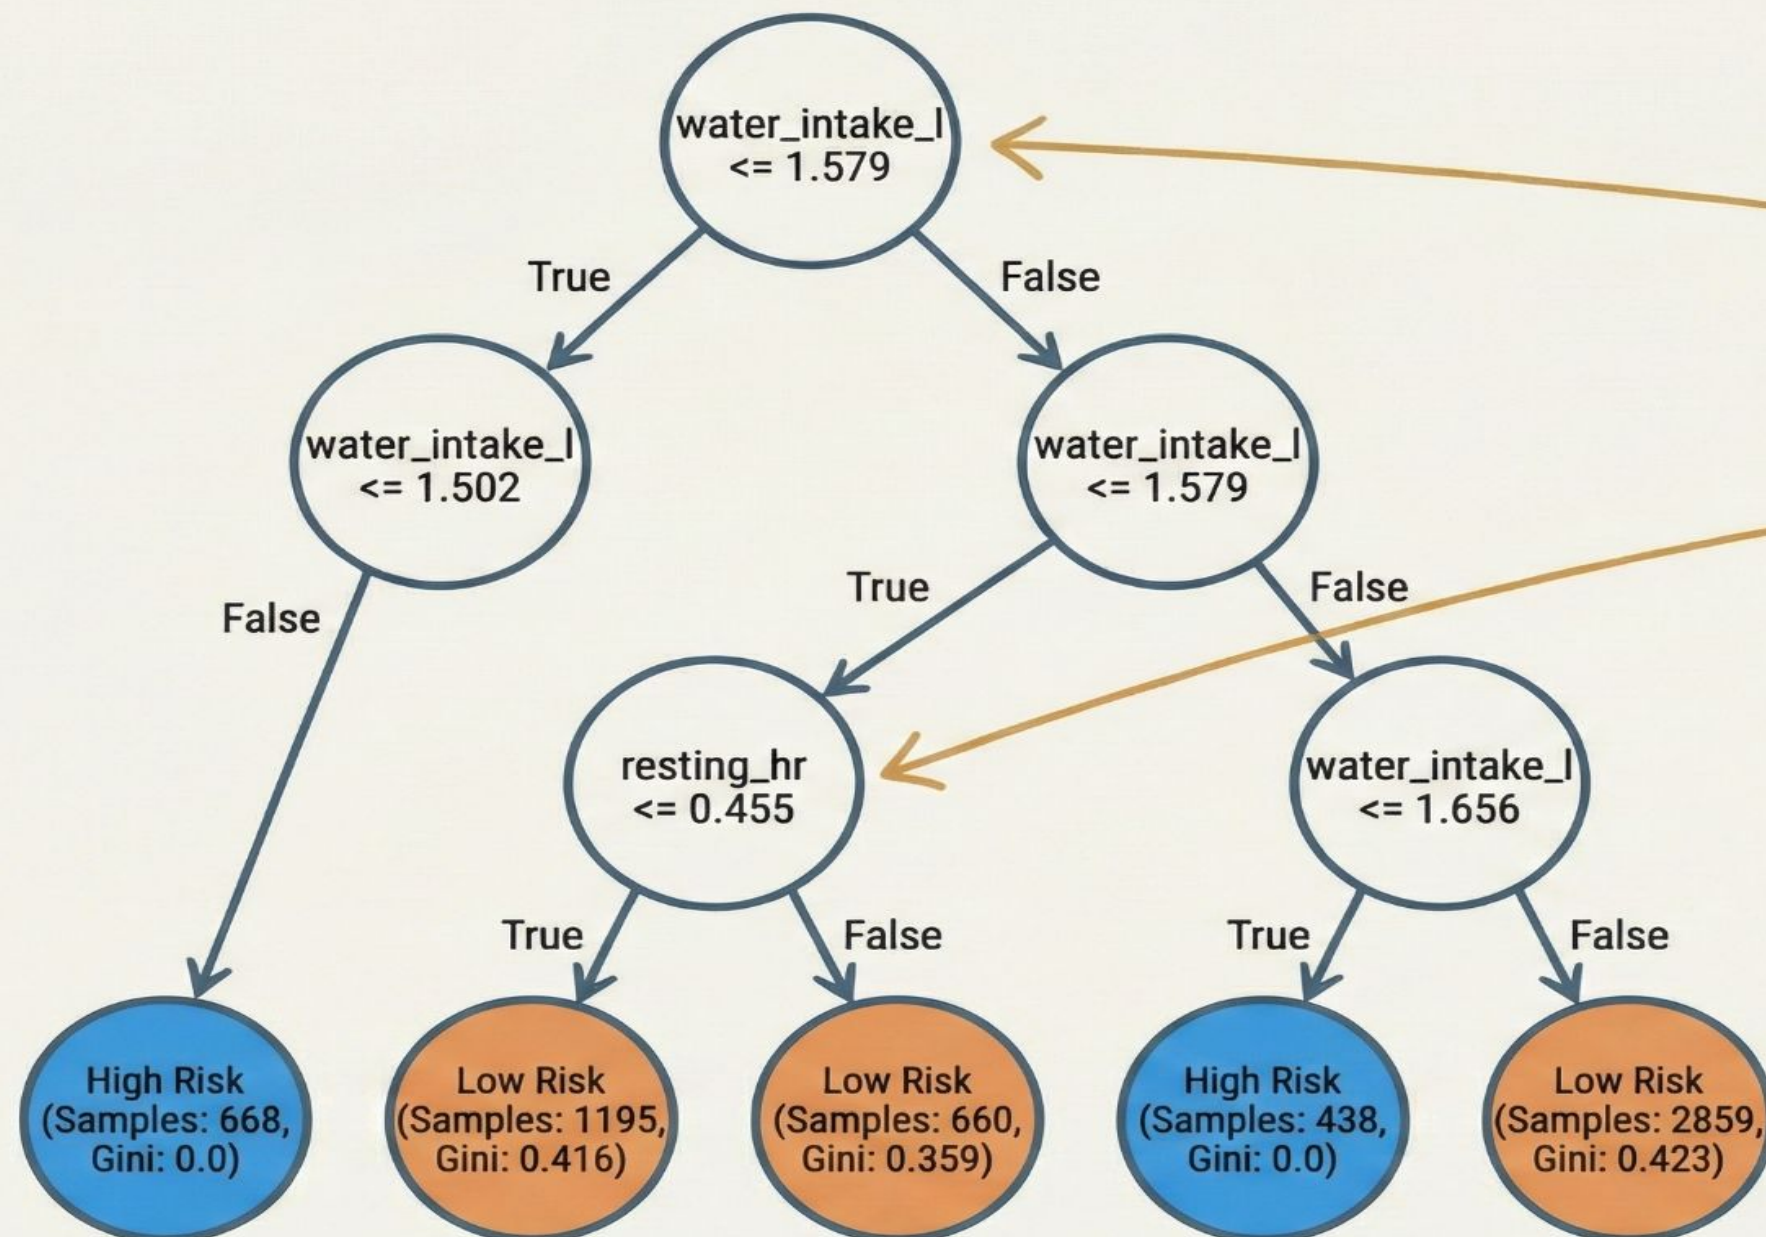 water_intake_l
<= 1.579
True
False
water_intake_l
<= 1.502
water_intake_l
<= 1.579
False
True
False
resting_hr
<= 0.455
water_intake_l
<= 1.656
True
False
True
False
High Risk
(Samples: 668,
Gini: 0.0)
Low Risk
(Samples: 1195,
Gini: 0.416)
Low Risk
(Samples: 660,
Gini: 0.359)
High Risk
(Samples: 438,
Gini: 0.0)
Low Risk
(Samples: 2859,
Gini: 0.423)